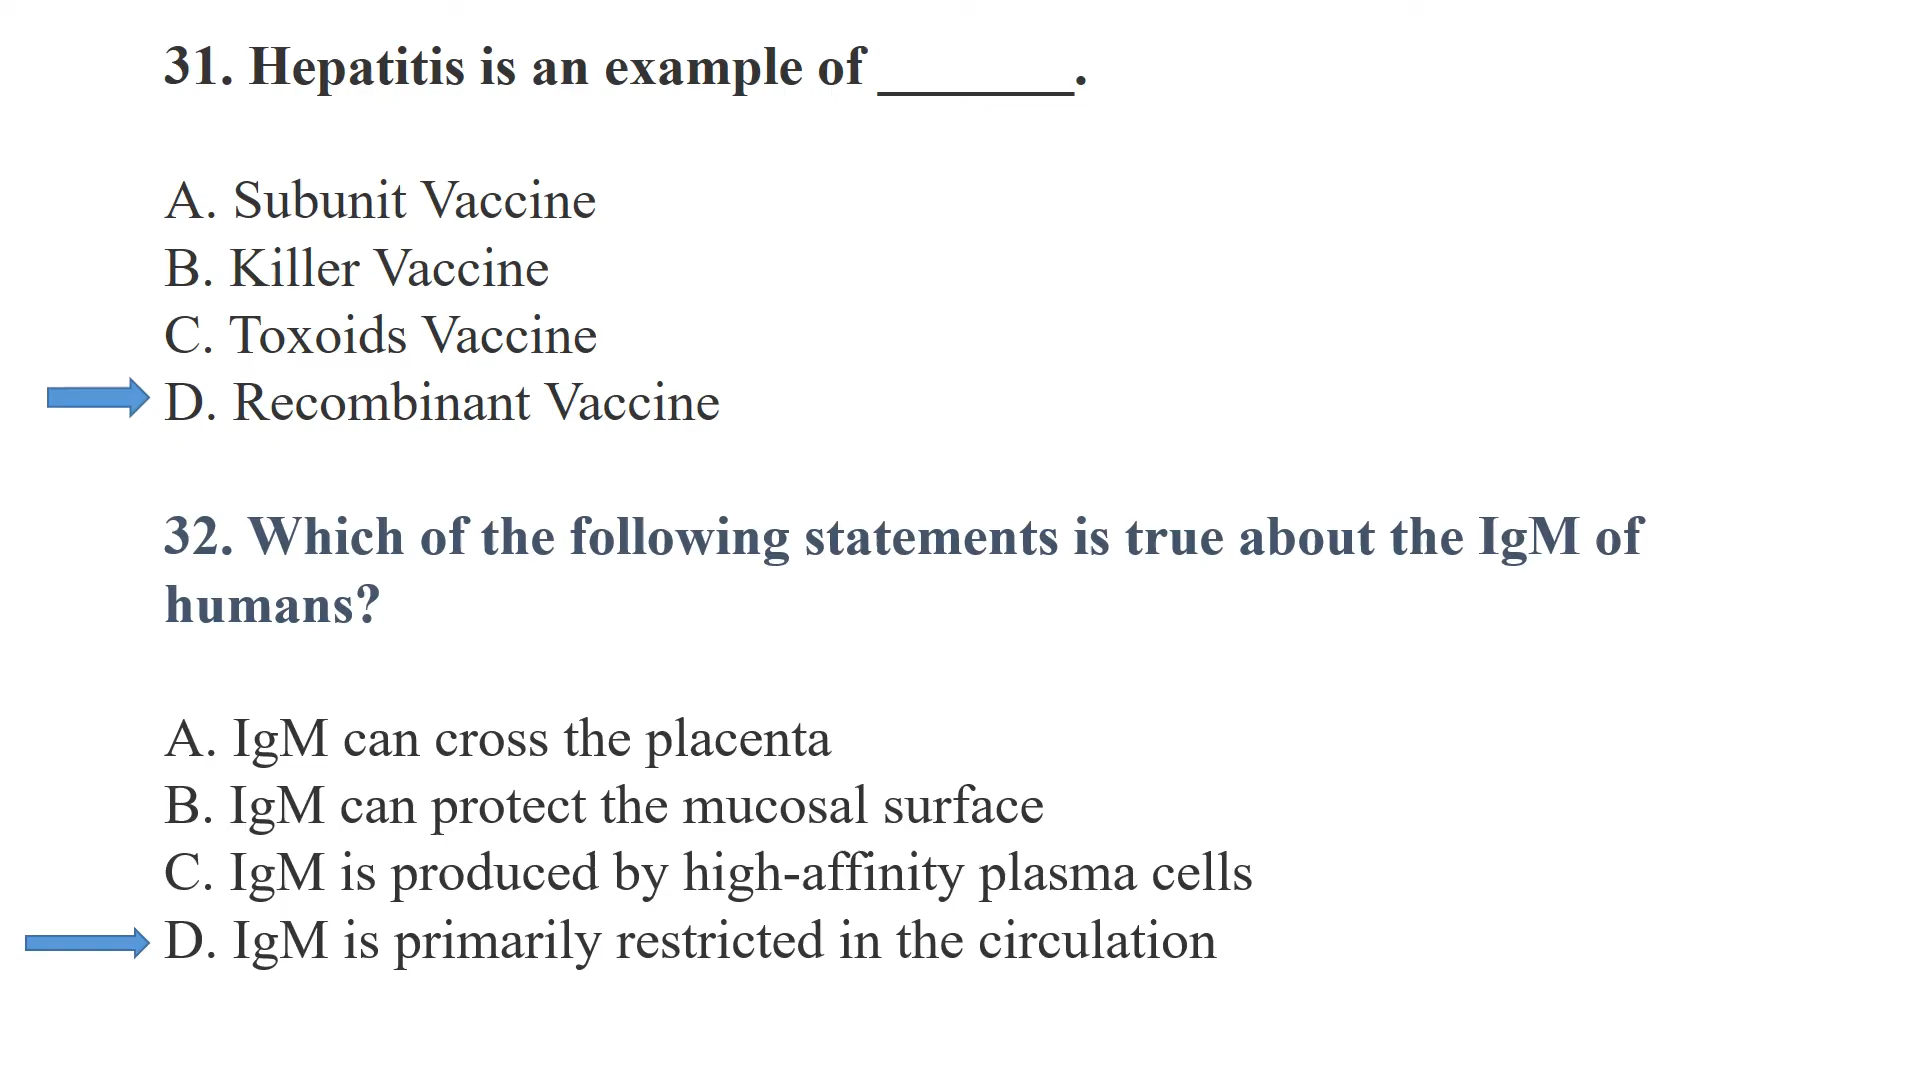 31. Hepatitis is an example of _______.
A. Subunit Vaccine
B. Killer Vaccine
C. Toxoids Vaccine
D. Recombinant Vaccine
32. Which of the following statements is true about the IgM of
humans?
A. IgM can cross the placenta
B. IgM can protect the mucosal surface
C. IgM is produced by high-affinity plasma cells
D. IgM is primarily restricted in the circulation